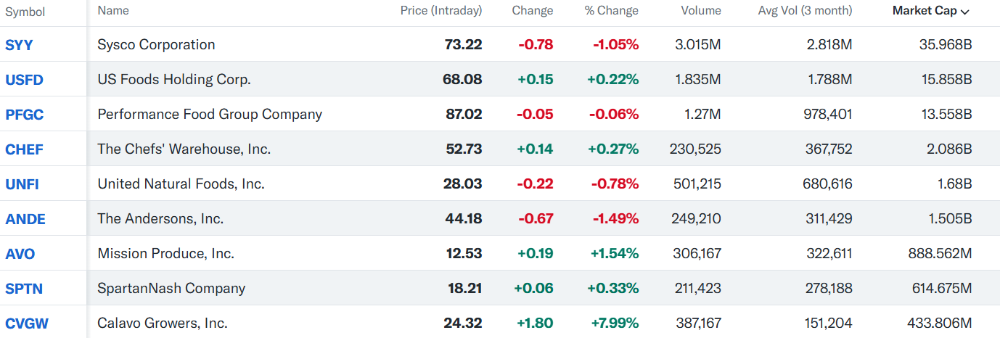 Symbol Name Price (Intraday) Change % Change Volume Avg Vol (3 month) Market Cap
SYY Sysco Corporation 73.22 -0.78 -1.05% 3.015M 2.818M 35.968B
USFD US Foods Holding Corp. 68.08 +0.15 +0.22% 1.835M 1.788M 15.858B
PFGC Performance Food Group Company 87.02 -0.05 -0.06% 1.27M 978,401 13.558B
CHEF The Chefs' Warehouse, Inc. 52.73 +0.14 +0.27% 230,525 367,752 2.086B
UNFI United Natural Foods, Inc. 28.03 -0.22 -0.78% 501,215 680,616 1.68B
ANDE The Andersons, Inc. 44.18 -0.67 -1.49% 249,210 311,429 1.505B
AVO Mission Produce, Inc. 12.53 +0.19 +1.54% 306,167 322,611 888.562M
SPTN SpartanNash Company 18.21 +0.06 +0.33% 211,423 278,188 614.675M
CVGW Calavo Growers, Inc. 24.32 +1.80 +7.99% 387,167 151,204 433.806M